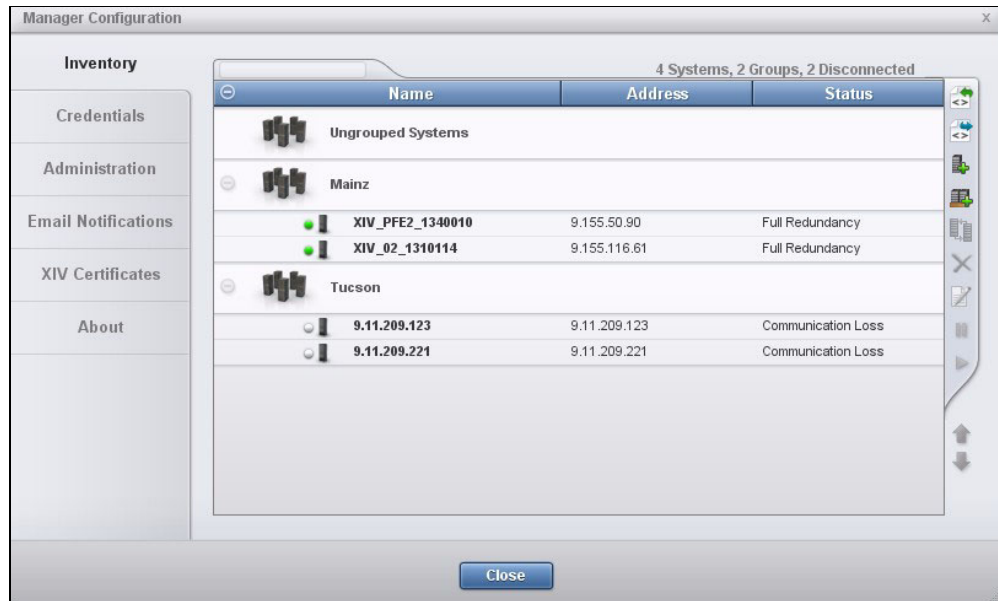 Manager Configuration
x
Inventory
Credentials
Administration
Email Notifications
XIV Certificates
About
4 Systems, 2 Groups, 2 Disconnected
Name Address Status
Ungrouped Systems
Mainz
XIV_PFE2_1340010 9.155.50.90 Full Redundancy
XIV_02_1310114 9.155.116.61 Full Redundancy
Tucson
9.11.209.123 9.11.209.123 Communication Loss
9.11.209.221 9.11.209.221 Communication Loss
Close